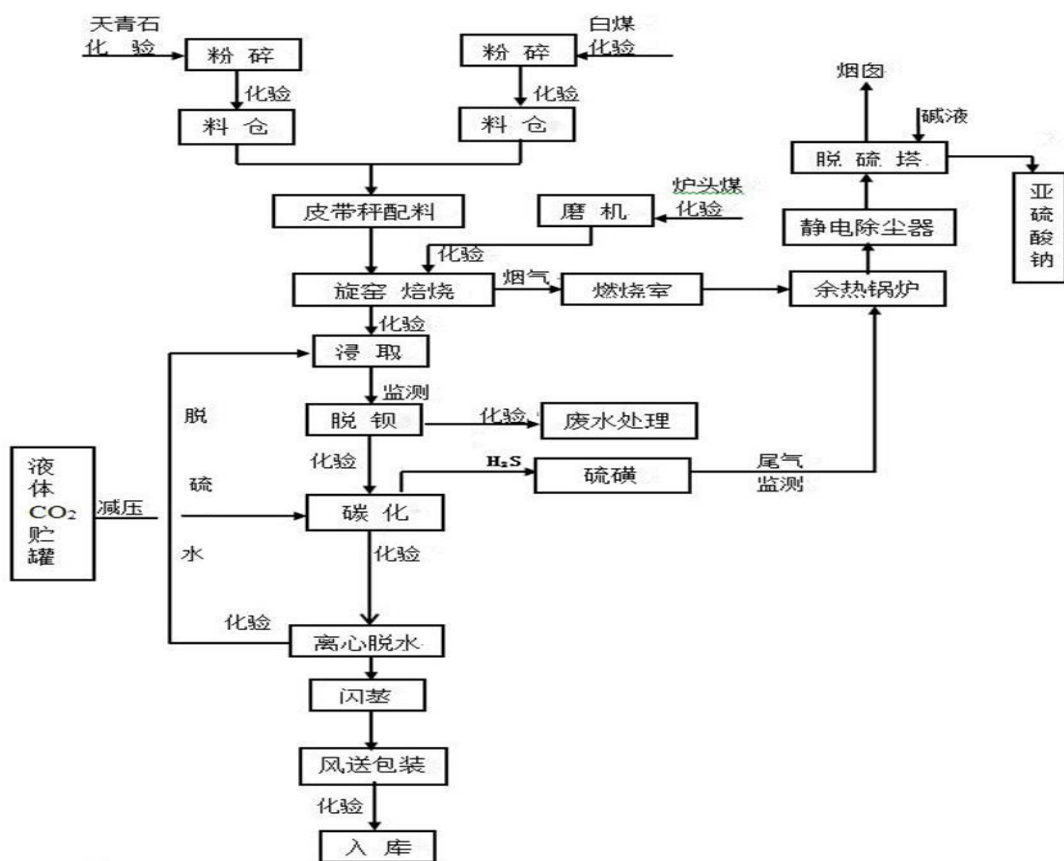 天青石
化 验
粉 碎
白煤
粉 碎
化验
化验
料 仓
化验
料 仓
烟囱
碱液
脱 硫 塔
亚
硫
酸
钠
皮带秤配料
磨 机
炉头煤
化验
静电除尘器
化验
旋窑 焙烧
烟气
燃烧室
余热锅炉
化验
浸 取
监测
脱 钡
化验
废水处理
化验
H₂S
硫磺
尾气
监测
液
体
CO₂
贮
罐
减压
脱
硫
水
碳 化
化验
化验
离心脱水
闪蒸
风送包装
化验
入 库